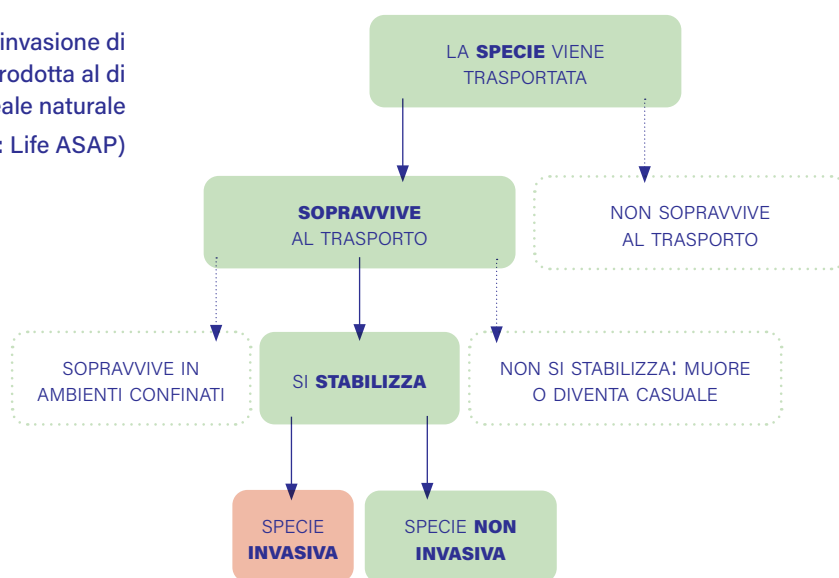 invasione di
rodotta al di
eale naturale
: Life ASAP)
LA SPECIE VIENE
TRASPORTATA
SOPRAVVIVE
AL TRASPORTO
NON SOPRAVVIVE
AL TRASPORTO
SOPRAVVIVE IN
AMBIENTI CONFINATI
SI STABILIZZA
NON SI STABILIZZA: MUORE
O DIVENTA CASUALE
SPECIE
INVASIVA
SPECIE NON
INVASIVA